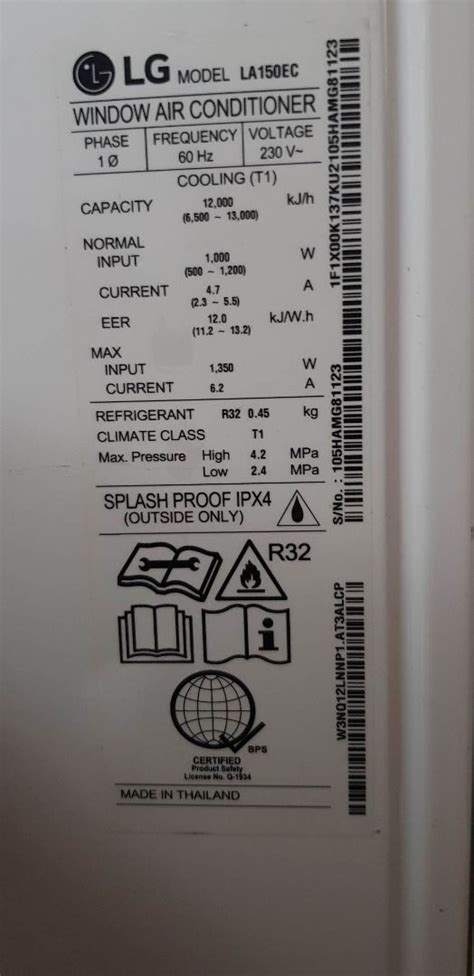 LG MODEL LA150EC
WINDOW AIR CONDITIONER
PHASE FREQUENCY VOLTAGE
1 Ø 60 Hz 230 V~
COOLING (T1)
CAPACITY 12,000 kJ/h
(6,500 ~ 13,000)
NORMAL
INPUT 1,000 W
(500 ~ 1,200)
CURRENT 4.7 A
(2.3 ~ 5.5)
EER 12.0 kJ/W.h
(11.2 ~ 13.2)
MAX
INPUT 1,350 W
CURRENT 6.2 A
REFRIGERANT R32 0.45 kg
CLIMATE CLASS T1
Max. Pressure High 4.2 MPa
Low 2.4 MPa
SPLASH PROOF IPX4
(OUTSIDE ONLY)
R32
i
BPS
CERTIFIED
Product Safety
License No. Q-1934
MADE IN THAILAND
1F1X00K137KU2105HAMG81123
S/No. : 105HAMG81123
W3NQ12LNNP1.AT3ALCP